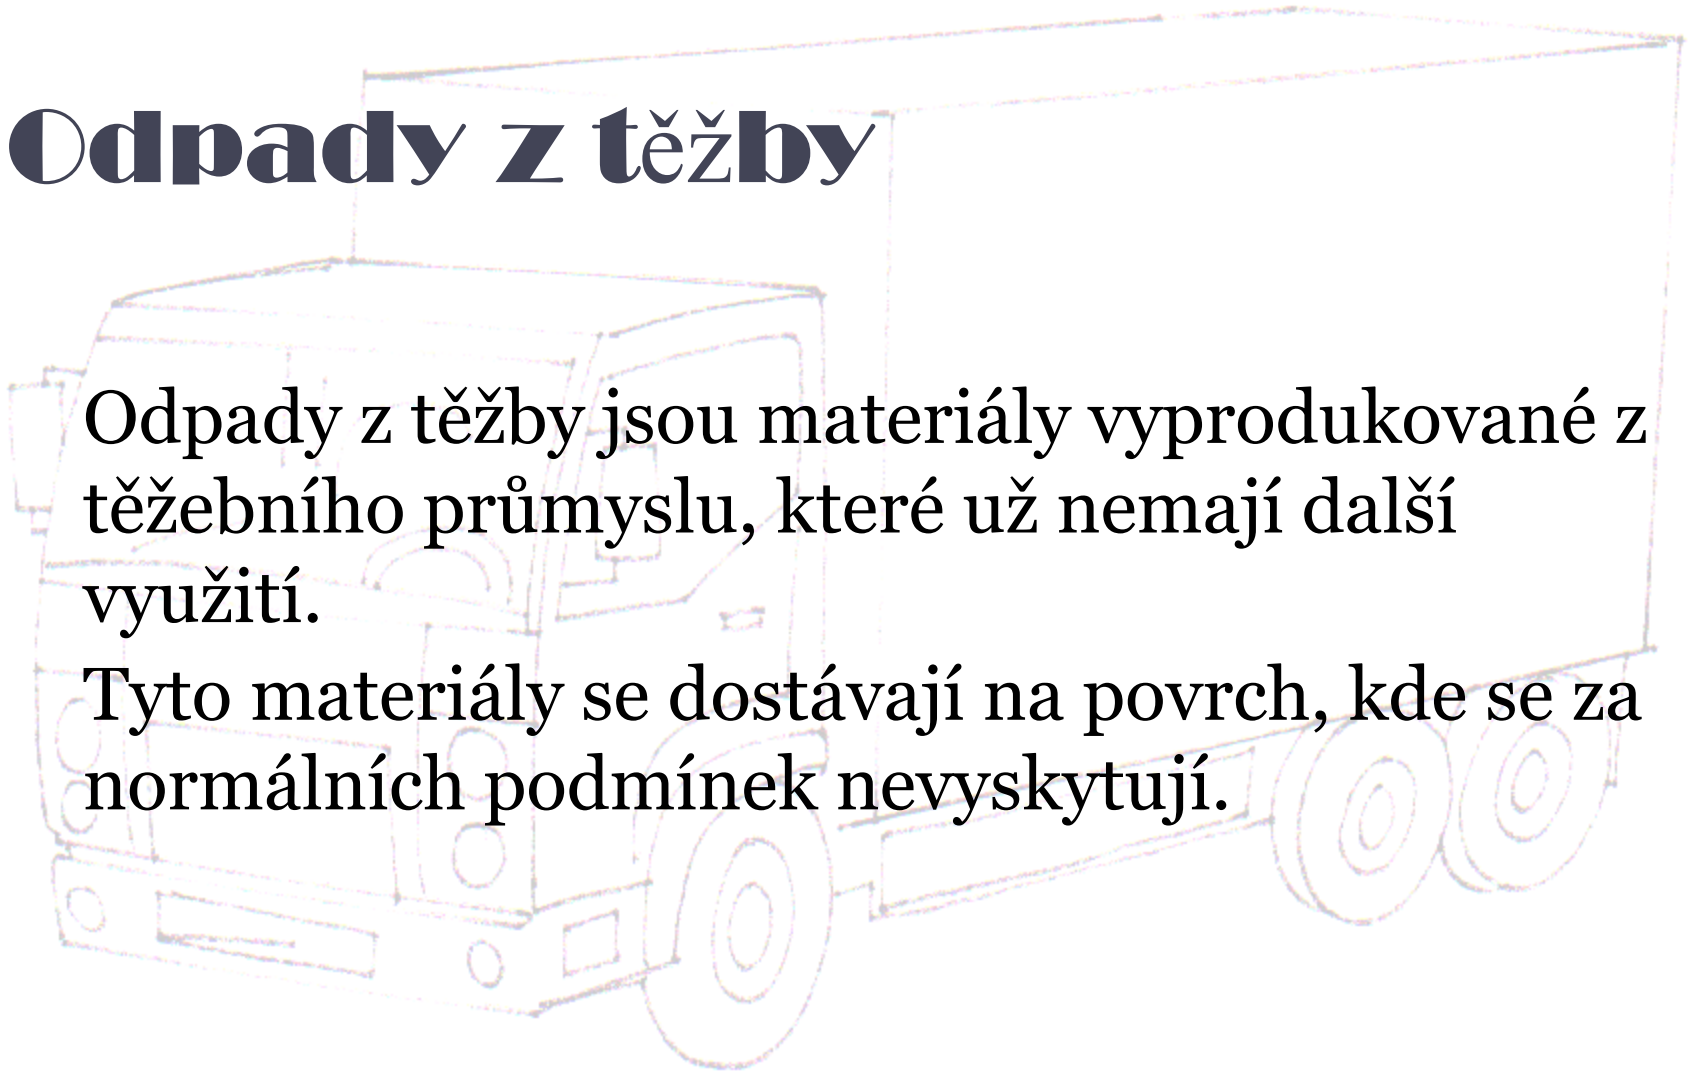 Odpady z těžby
Odpady z těžby jsou materiály vyprodukované z
těžebního průmyslu, které už nemají další
využití.
Tyto materiály se dostávají na povrch, kde se za
normálních podmínek nevyskytují.